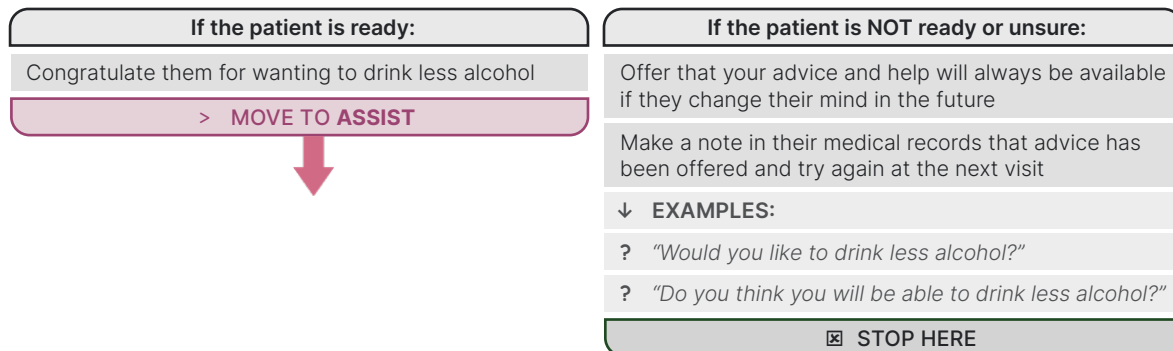 If the patient is ready:
Congratulate them for wanting to drink less alcohol
> MOVE TO ASSIST
If the patient is NOT ready or unsure:
Offer that your advice and help will always be available
if they change their mind in the future
Make a note in their medical records that advice has
been offered and try again at the next visit
↓ EXAMPLES:
? “Would you like to drink less alcohol?”
? “Do you think you will be able to drink less alcohol?”
☒ STOP HERE